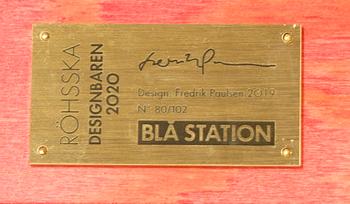 RÖHSSKA
DESIGNBAREN
2020
Design: Fredrik Paulsen 2019
N° 80/102
BLÅ STATION